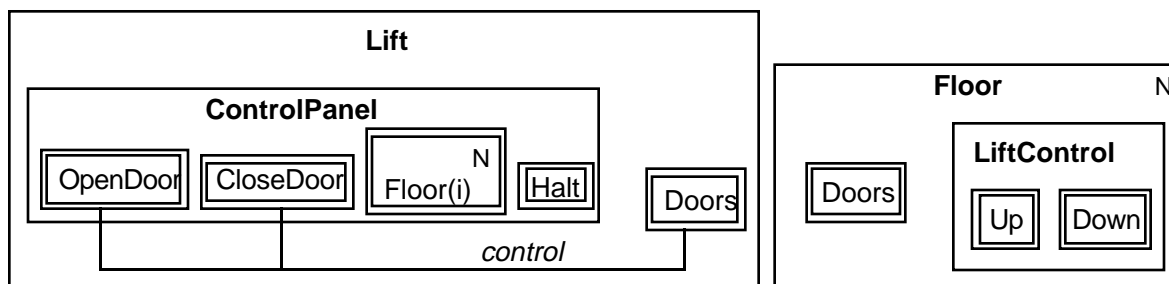 Lift
ControlPanel
OpenDoor
CloseDoor
N
Floor(i)
Halt
Doors
control
Floor
N
LiftControl
Doors
Up
Down